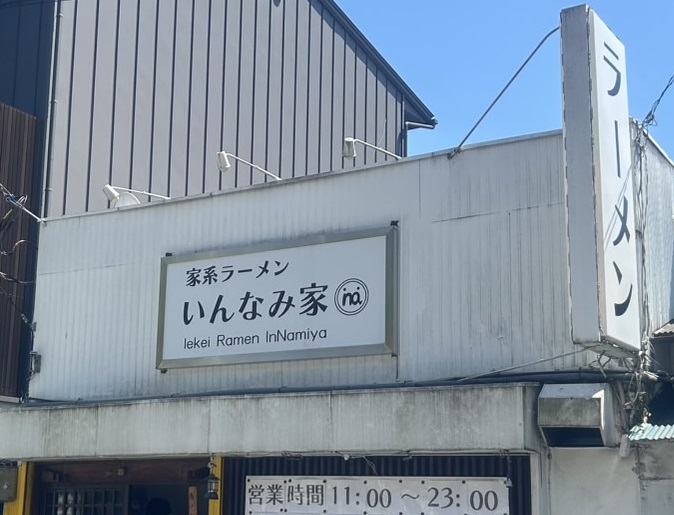 家系ラーメン
いんなみ家
Iekei Ramen InNamiya
ラーメン
営業時間 11:00～23:00